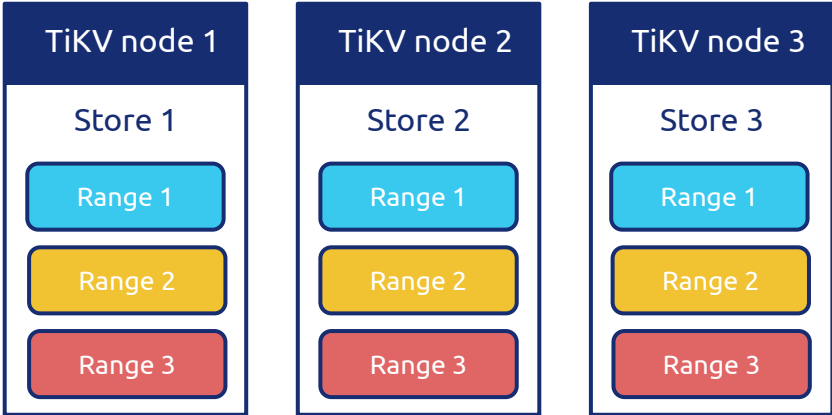 TiKV node 1
Store 1
Range 1
Range 2
Range 3
TiKV node 2
Store 2
Range 1
Range 2
Range 3
TiKV node 3
Store 3
Range 1
Range 2
Range 3